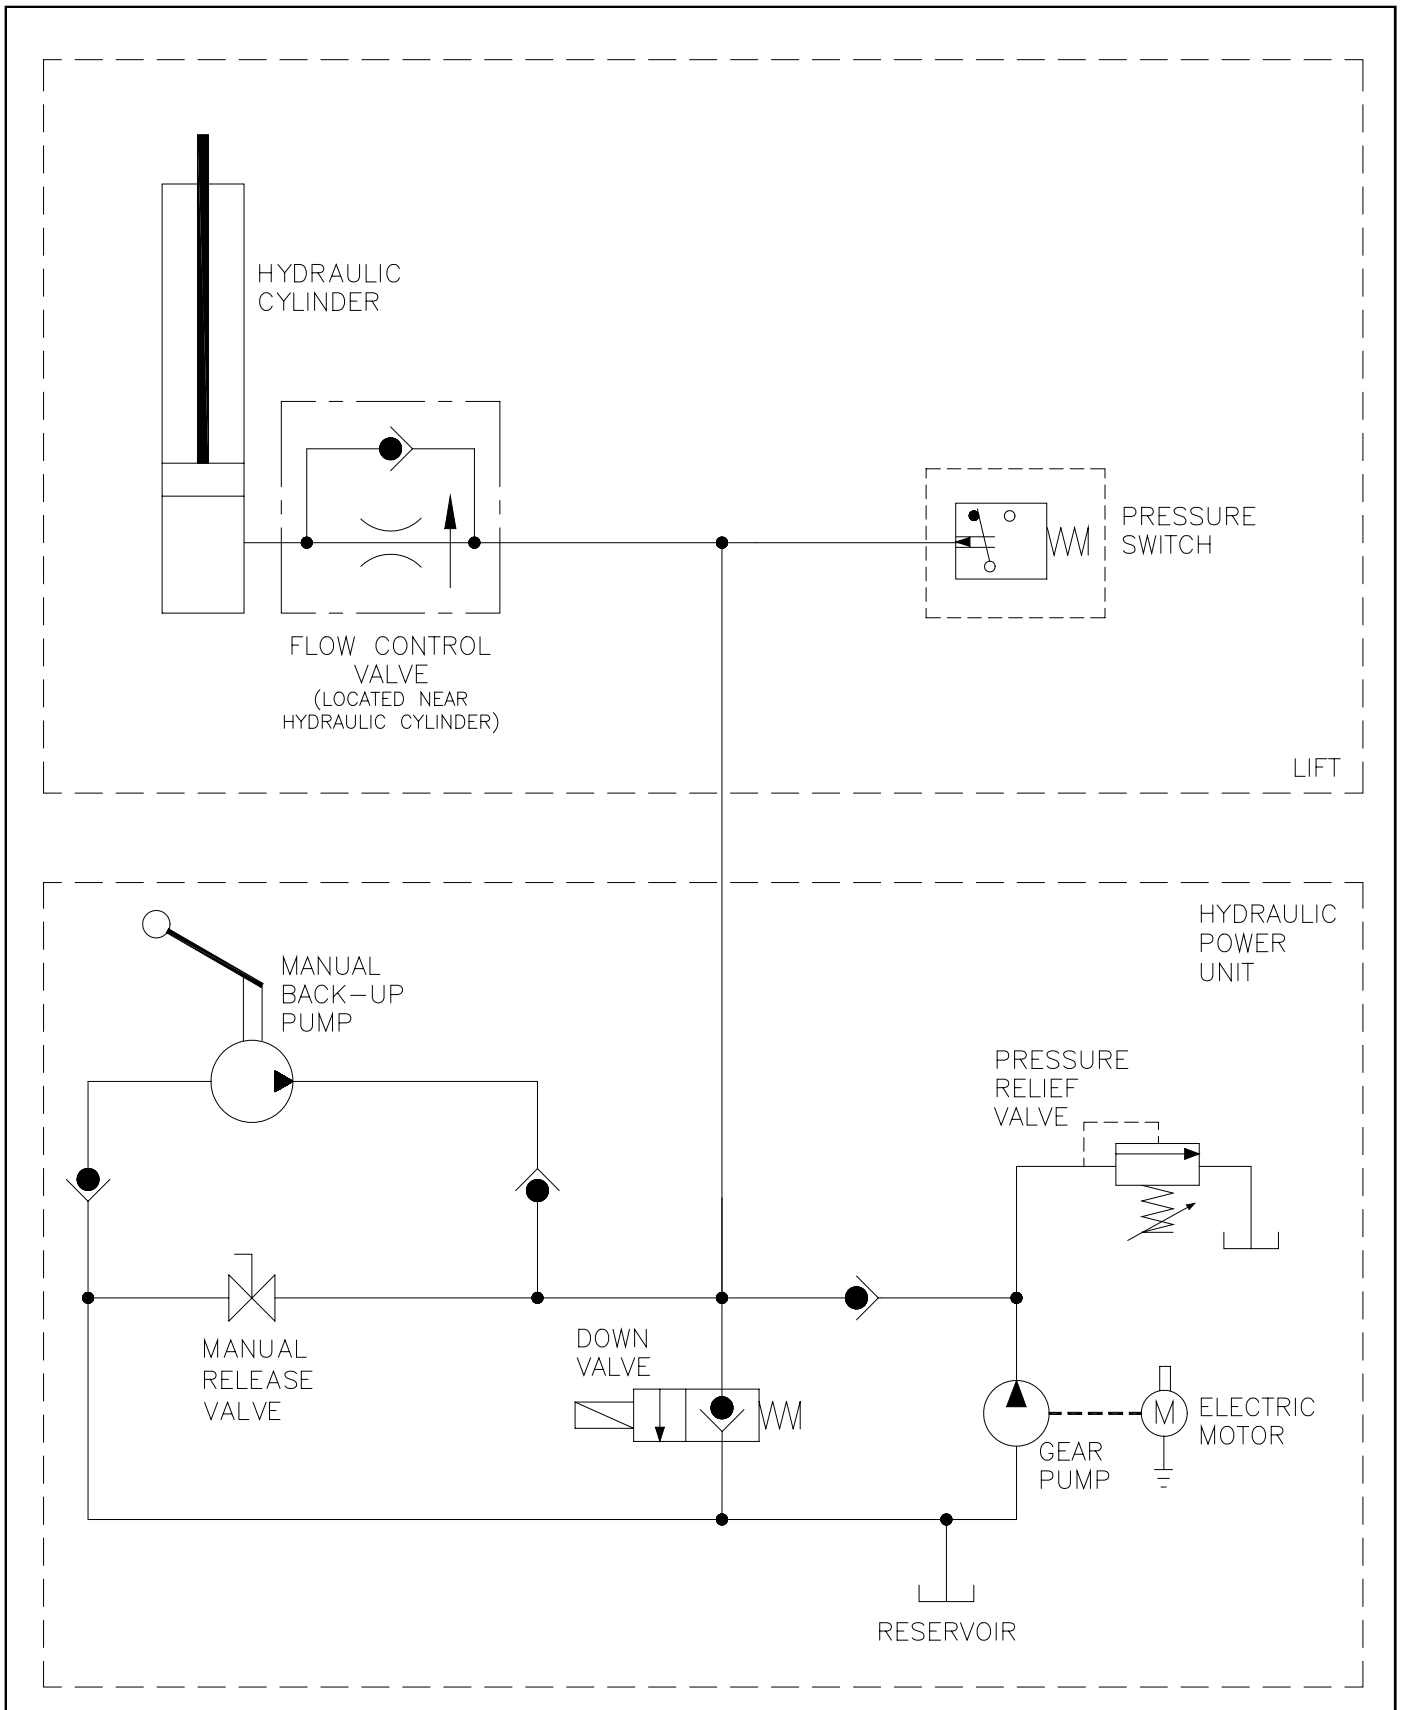 HYDRAULIC
CYLINDER
PRESSURE
SWITCH
FLOW CONTROL
VALVE
(LOCATED NEAR
HYDRAULIC CYLINDER)
LIFT
HYDRAULIC
POWER
UNIT
MANUAL
BACK-UP
PUMP
PRESSURE
RELIEF
VALVE
MANUAL
RELEASE
VALVE
DOWN
VALVE
M
ELECTRIC
MOTOR
GEAR
PUMP
RESERVOIR